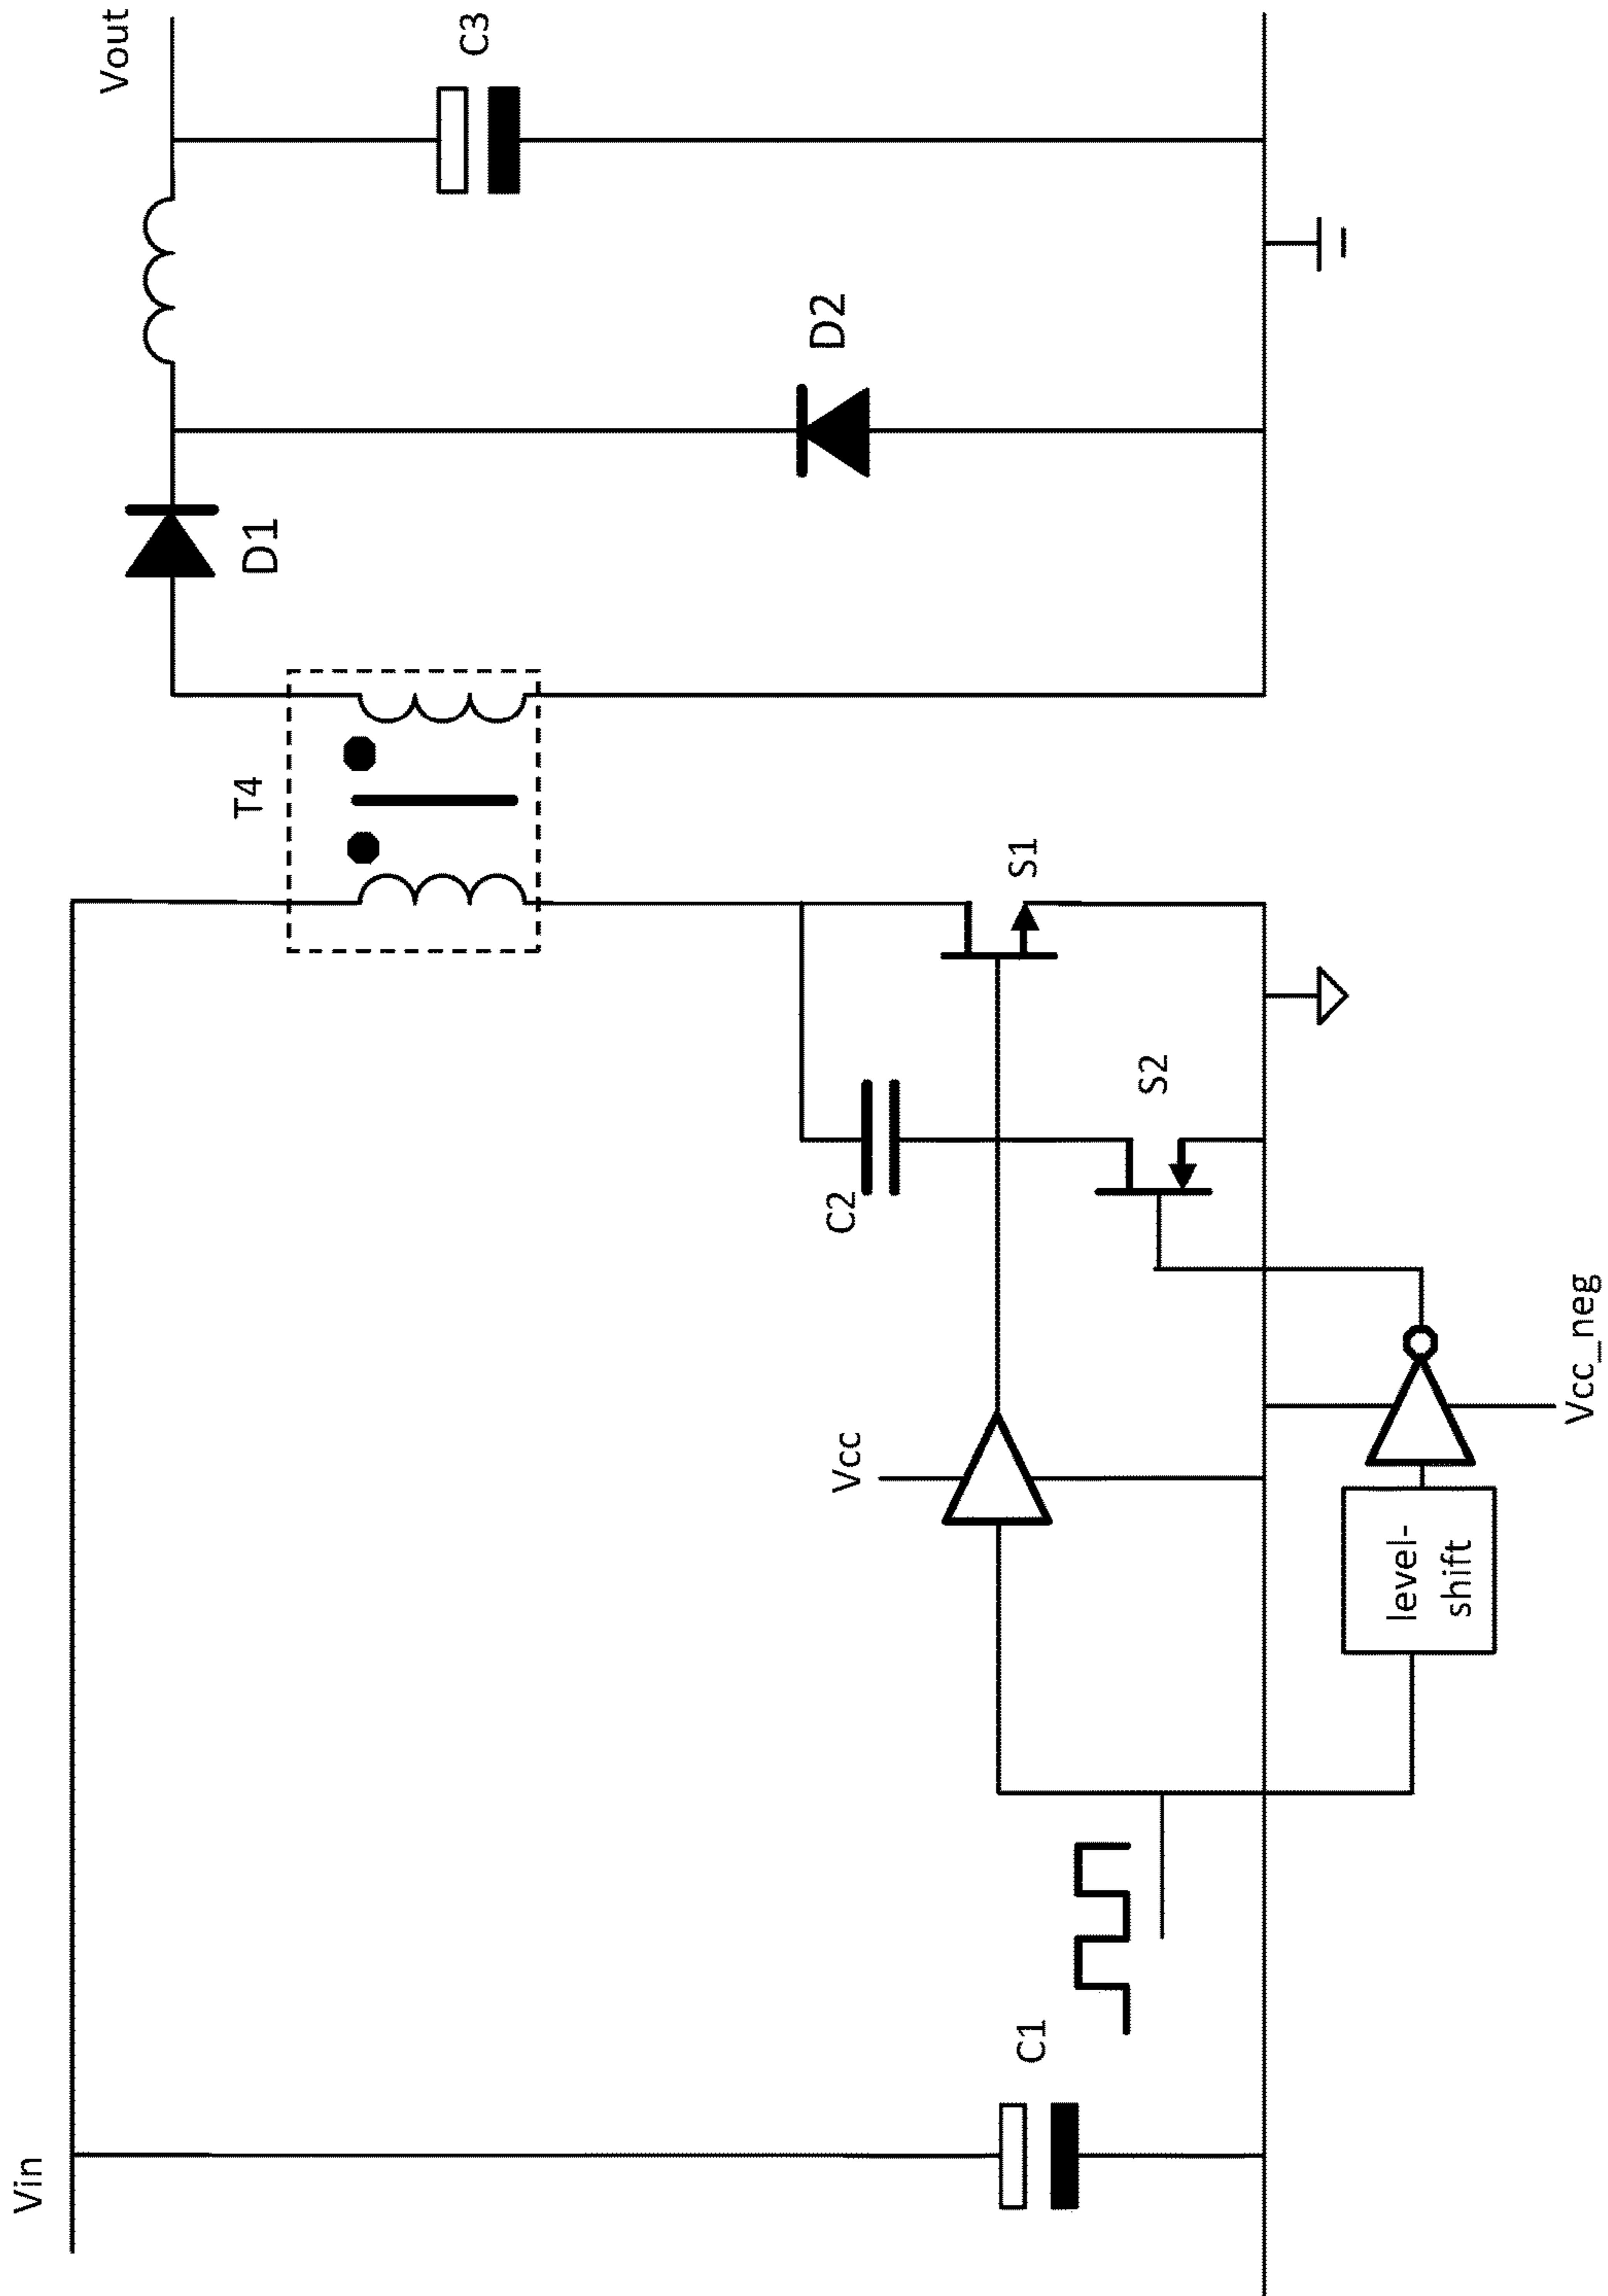 Vin
C1
Vcc
level-
shift
Vcc_neg
C2
S2
S1
T4
D1
D2
Vout
C3